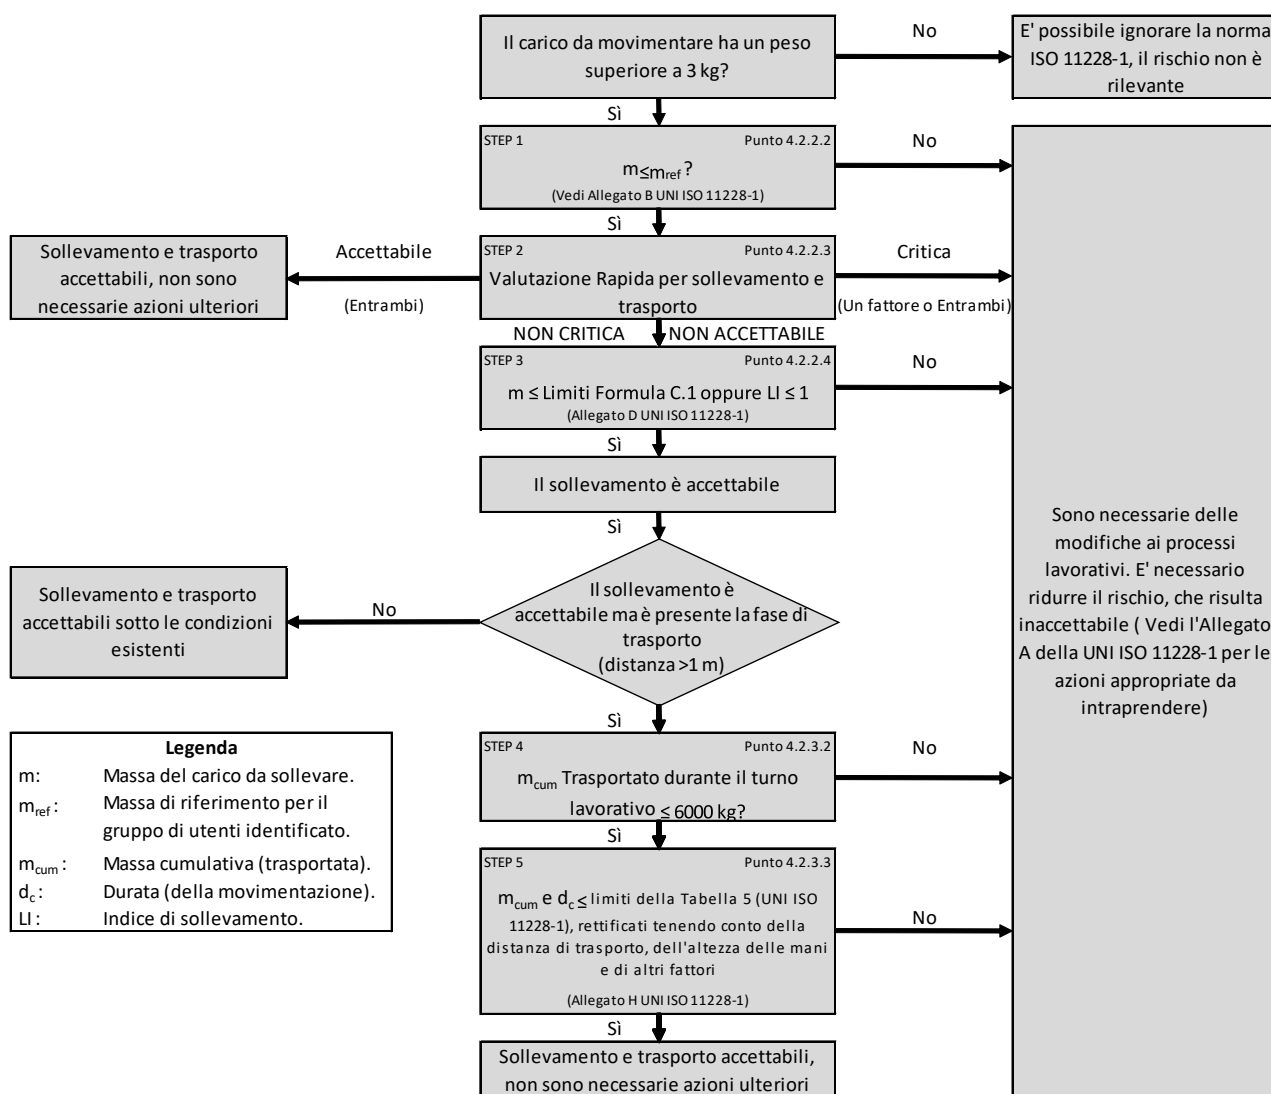 Il carico da movimentare ha un peso
superiore a 3 kg?
No
E' possibile ignorare la norma
ISO 11228-1, il rischio non è
rilevante
Sì
STEP 1
Punto 4.2.2.2
m≤mref ?
(Vedi Allegato B UNI ISO 11228-1)
No
Sì
Sollevamento e trasporto
accettabili, non sono
necessarie azioni ulteriori
Accettabile
(Entrambi)
STEP 2
Punto 4.2.2.3
Valutazione Rapida per sollevamento e
trasporto
Critica
(Un fattore o Entrambi)
NON CRITICA
NON ACCETTABILE
STEP 3
Punto 4.2.2.4
m ≤ Limiti Formula C.1 oppure LI ≤ 1
(Allegato D UNI ISO 11228-1)
No
Sì
Il sollevamento è accettabile
Sì
Sono necessarie delle
modifiche ai processi
lavorativi. E' necessario
ridurre il rischio, che risulta
inaccettabile ( Vedi l'Allegato
A della UNI ISO 11228-1 per le
azioni appropriate da
intraprendere)
Sollevamento e trasporto
accettabili sotto le condizioni
esistenti
No
Il sollevamento è
accettabile ma è presente la fase di
trasporto
(distanza >1 m)
Sì
STEP 4
Punto 4.2.3.2
mcum Trasportato durante il turno
lavorativo ≤ 6000 kg?
No
Sì
Legenda
m: Massa del carico da sollevare.
mref : Massa di riferimento per il
gruppo di utenti identificato.
mcum : Massa cumulativa (trasportata).
dc : Durata (della movimentazione).
LI : Indice di sollevamento.
STEP 5
Punto 4.2.3.3
mcum e dc ≤ limiti della Tabella 5 (UNI ISO
11228-1), rettificati tenendo conto della
distanza di trasporto, dell'altezza delle mani
e di altri fattori
(Allegato H UNI ISO 11228-1)
No
Sì
Sollevamento e trasporto accettabili,
non sono necessarie azioni ulteriori